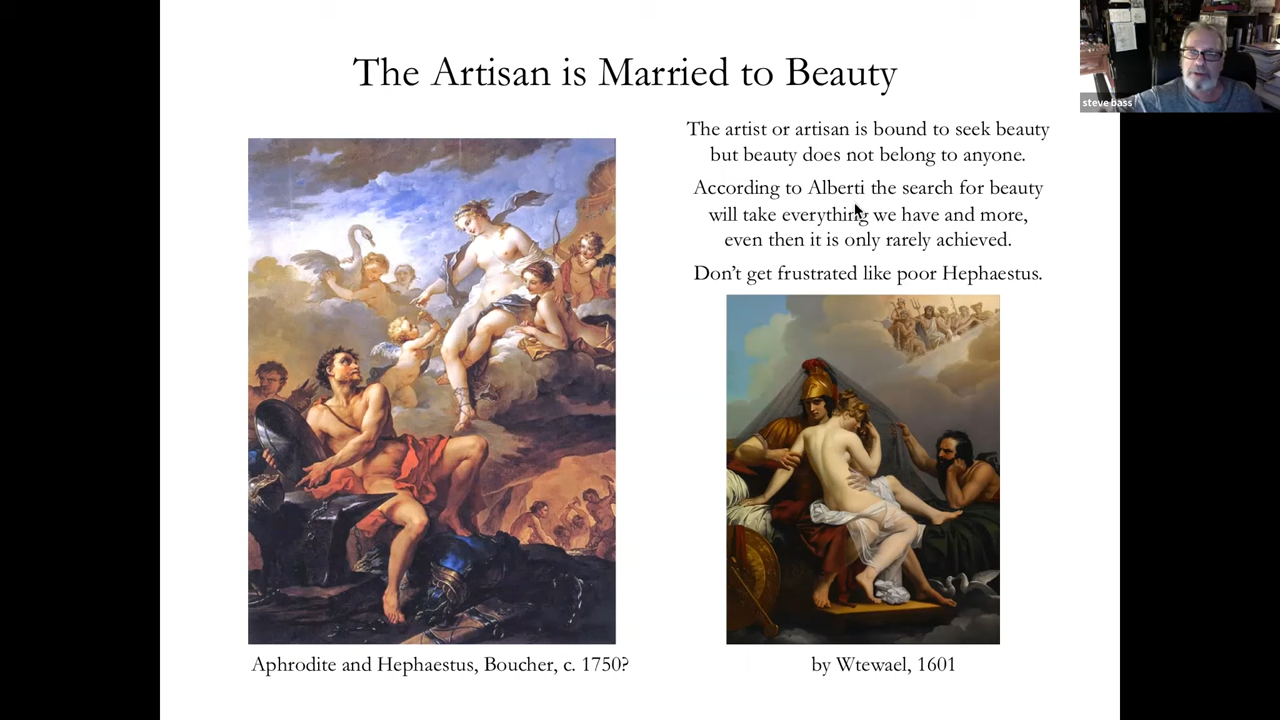 The Artisan is Married to Beauty
steve bass
The artist or artisan is bound to seek beauty
but beauty does not belong to anyone.
According to Alberti the search for beauty
will take everything we have and more,
even then it is only rarely achieved.
Don’t get frustrated like poor Hephaestus.
Aphrodite and Hephaestus, Boucher, c. 1750?
by Wtewael, 1601